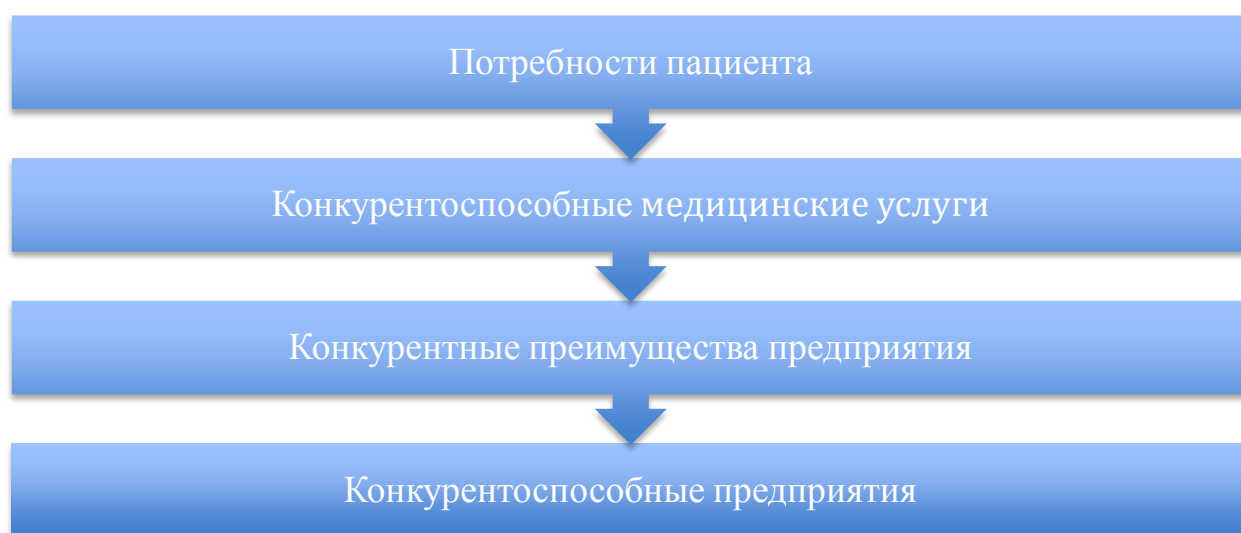 Потребности пациента
Конкурентоспособные медицинские услуги
Конкурентные преимущества предприятия
Конкурентоспособные предприятия